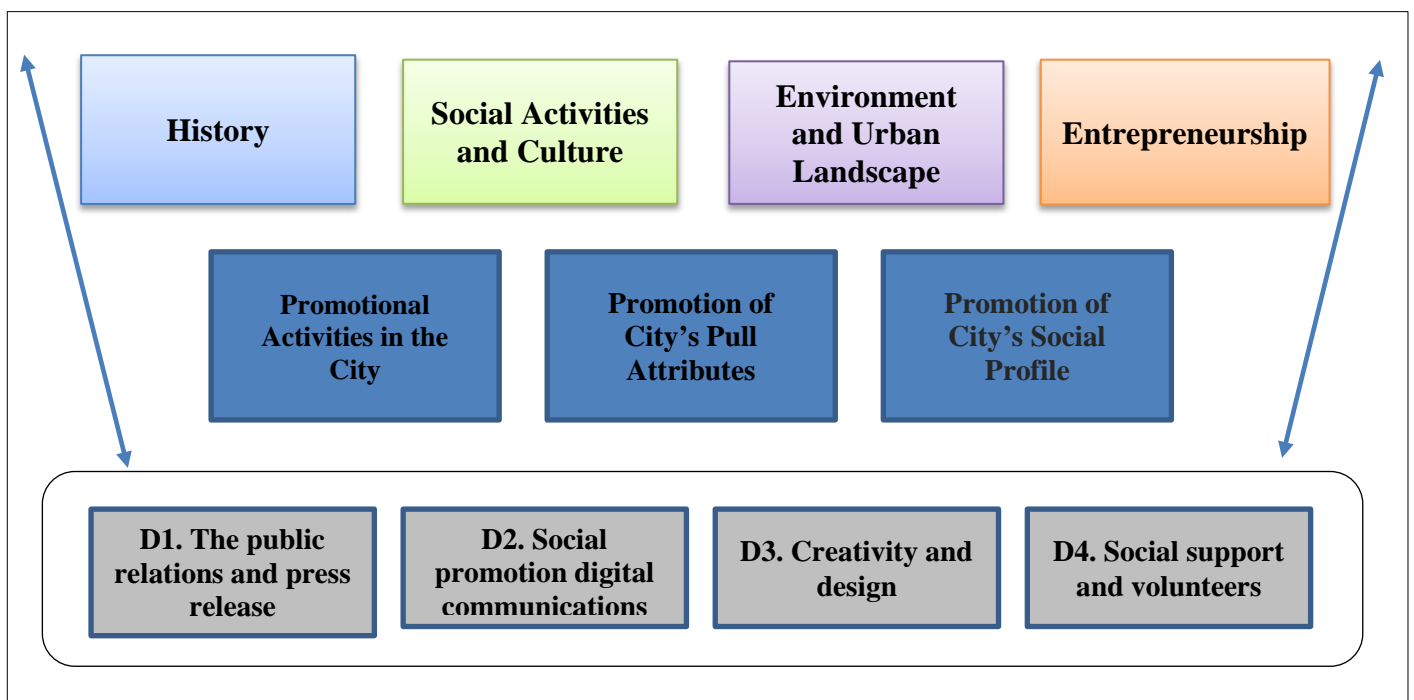 History
Social Activities
and Culture
Environment
and Urban
Landscape
Entrepreneurship
Promotional
Activities in the
City
Promotion of
City’s Pull
Attributes
Promotion of
City’s Social
Profile
D1. The public
relations and press
release
D2. Social
promotion digital
communications
D3. Creativity and
design
D4. Social support
and volunteers